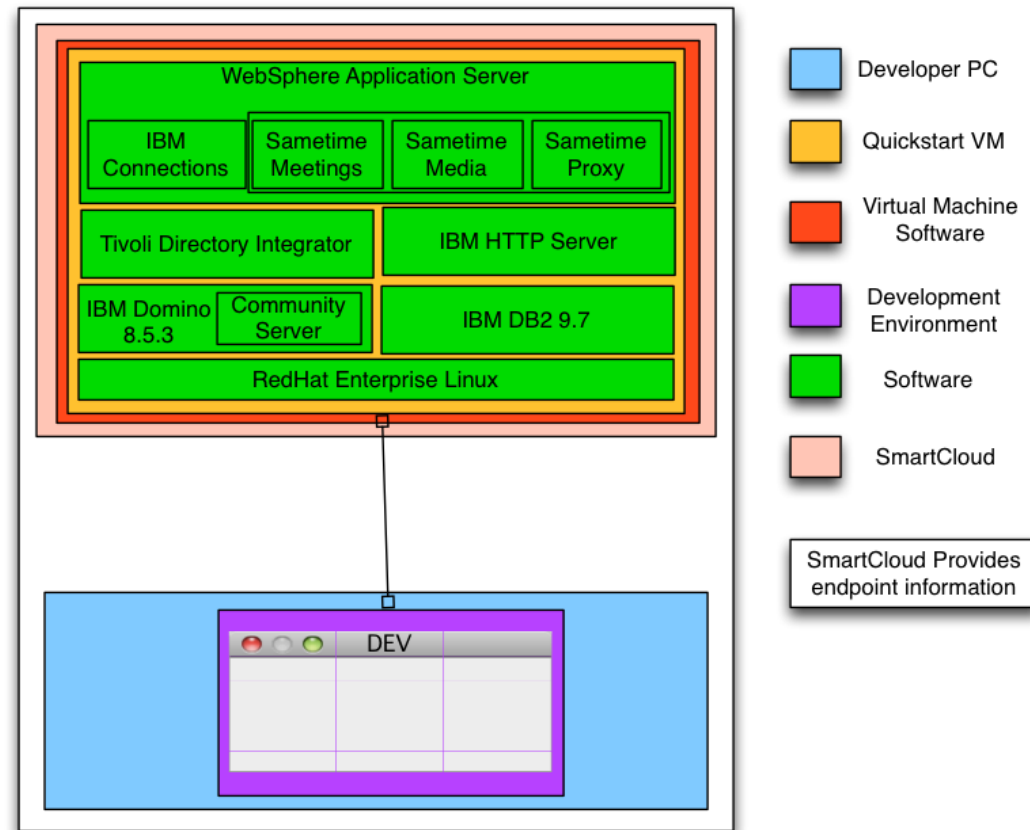 WebSphere Application Server
IBM
Connections
Sametime
Meetings
Sametime
Media
Sametime
Proxy
Tivoli Directory Integrator
IBM HTTP Server
IBM Domino
8.5.3
Community
Server
IBM DB2 9.7
RedHat Enterprise Linux
DEV
Developer PC
Quickstart VM
Virtual Machine
Software
Development
Environment
Software
SmartCloud
SmartCloud Provides
endpoint information